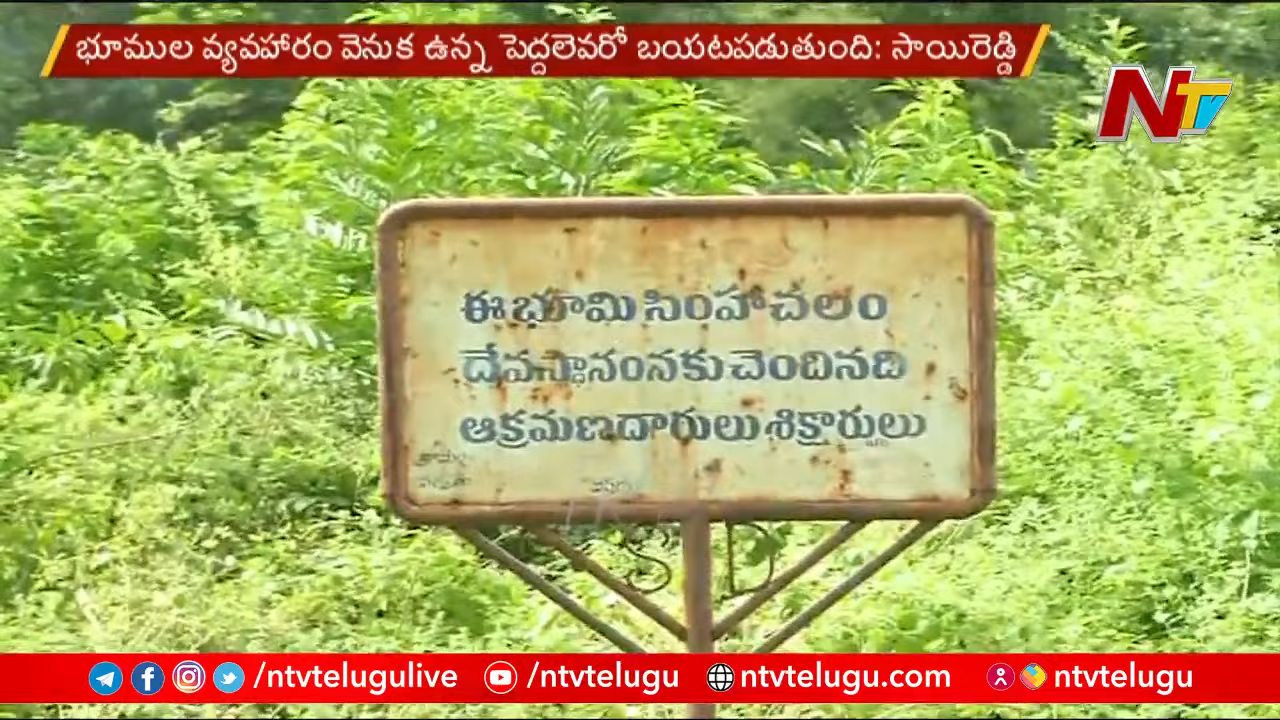 భూముల వ్యవహారం వెనుక ఉన్న పెద్దలెవరో బయటపడుతుంది: సాయిరెడ్డి
NTV
ఈ భూమి సింహాచలం
దేవస్థానంనకు చెందినది
ఆక్రమణదారులు శిక్షార్హులు
/ntvtelugulive /ntvtelugu ntvtelugu.com ntvtelugu